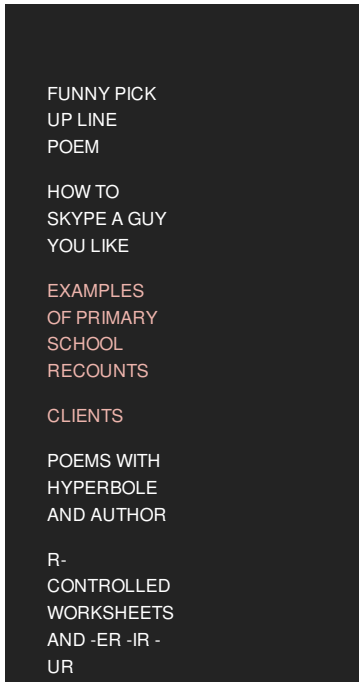 FUNNY PICK
UP LINE
POEM
HOW TO
SKYPE A GUY
YOU LIKE
EXAMPLES
OF PRIMARY
SCHOOL
RECOUNTS
CLIENTS
POEMS WITH
HYPERBOLE
AND AUTHOR
R-
CONTROLLED
WORKSHEETS
AND -ER -IR -
UR